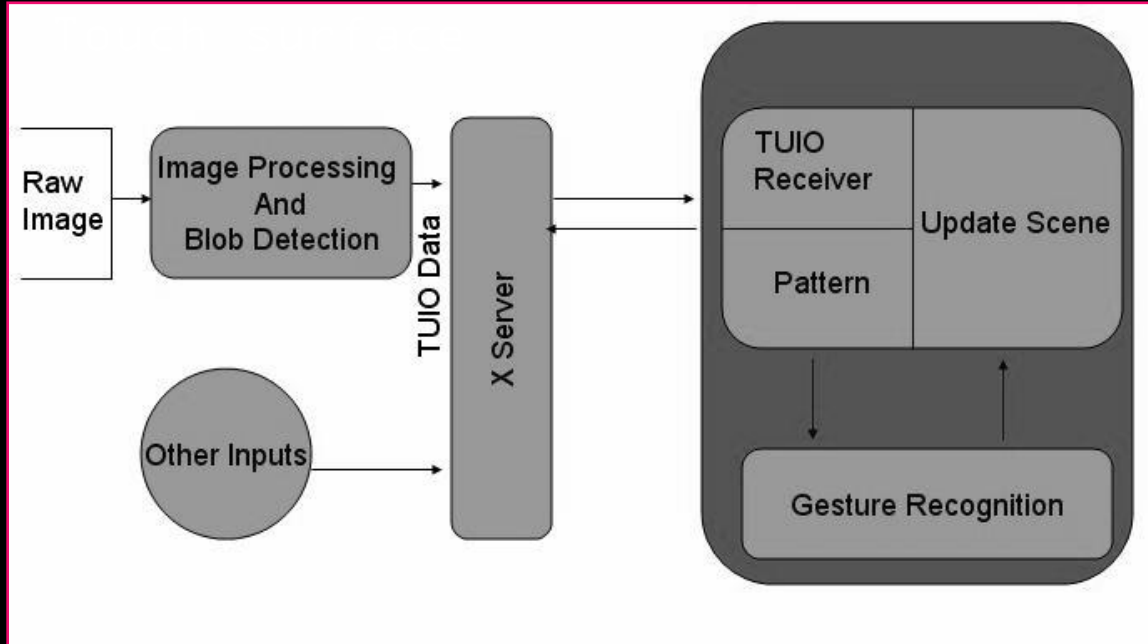 Raw
Image
Image Processing
And
Blob Detection
TUIO Data
Other Inputs
X Server
TUIO
Receiver
Pattern
Update Scene
Gesture Recognition